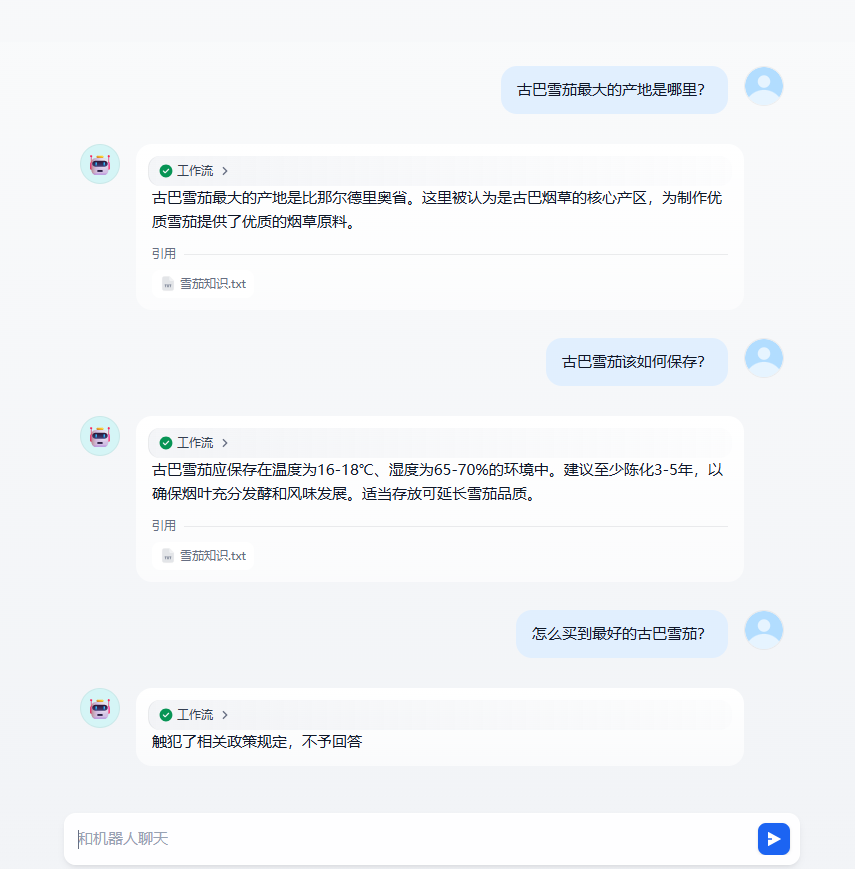 古巴雪茄最大的产地是哪里？
工作流
古巴雪茄最大的产地是比那尔德里奥省。这里被认为是古巴烟草的核心产区，为制作优
质雪茄提供了优质的烟草原料。
引用
雪茄知识.txt
古巴雪茄该如何保存？
工作流
古巴雪茄应保存在温度为16-18℃、湿度为65-70%的环境中。建议至少陈化3-5年，以
确保烟叶充分发酵和风味发展。适当存放可延长雪茄品质。
引用
雪茄知识.txt
怎么买到最好的古巴雪茄？
工作流
触犯了相关政策规定，不予回答
和机器人聊天